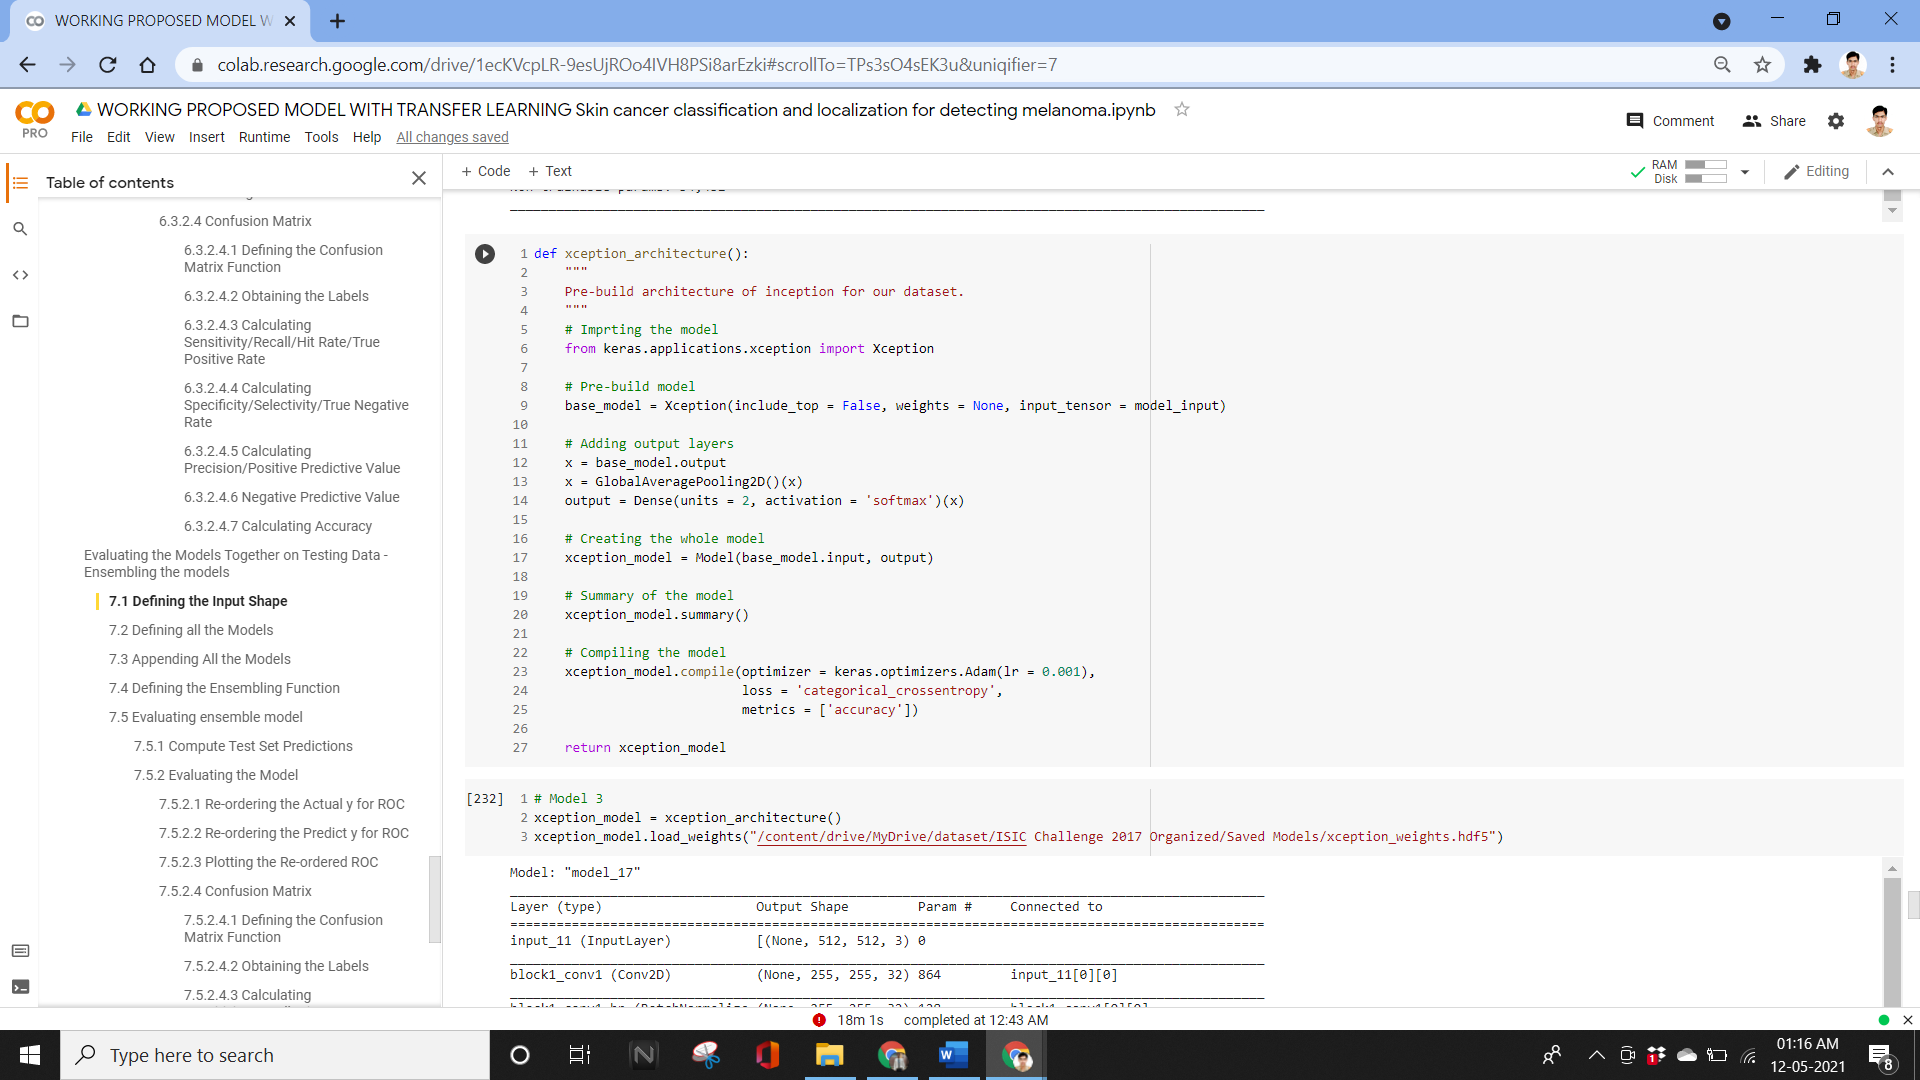 WORKING PROPOSED MODEL W
colab.research.google.com/drive/1ecKVcpLR-9esUjROo4IVH8PSi8arEzki#scrollTo=TPs3sO4sEK3u&uniqifier=7
PRO
WORKING PROPOSED MODEL WITH TRANSFER LEARNING Skin cancer classification and localization for detecting melanoma.ipynb
File Edit View Insert Runtime Tools Help All changes saved
Comment Share
Table of contents
+ Code + Text
RAM
Disk
Editing
6.3.2.4 Confusion Matrix
6.3.2.4.1 Defining the Confusion
Matrix Function
6.3.2.4.2 Obtaining the Labels
6.3.2.4.3 Calculating
Sensitivity/Recall/Hit Rate/True
Positive Rate
6.3.2.4.4 Calculating
Specificity/Selectivity/True Negative
Rate
6.3.2.4.5 Calculating
Precision/Positive Predictive Value
6.3.2.4.6 Negative Predictive Value
6.3.2.4.7 Calculating Accuracy
Evaluating the Models Together on Testing Data -
Ensembling the models
7.1 Defining the Input Shape
7.2 Defining all the Models
7.3 Appending All the Models
7.4 Defining the Ensembling Function
7.5 Evaluating ensemble model
7.5.1 Compute Test Set Predictions
7.5.2 Evaluating the Model
7.5.2.1 Re-ordering the Actual y for ROC
7.5.2.2 Re-ordering the Predict y for ROC
7.5.2.3 Plotting the Re-ordered ROC
7.5.2.4 Confusion Matrix
7.5.2.4.1 Defining the Confusion
Matrix Function
7.5.2.4.2 Obtaining the Labels
7.5.2.4.3 Calculating
1 def xception_architecture():
2 """
3 Pre-build architecture of inception for our dataset.
4 """
5 # Imprting the model
6 from keras.applications.xception import Xception
7
8 # Pre-build model
9 base_model = Xception(include_top = False, weights = None, input_tensor = model_input)
10
11 # Adding output layers
12 x = base_model.output
13 x = GlobalAveragePooling2D()(x)
14 output = Dense(units = 2, activation = 'softmax')(x)
15
16 # Creating the whole model
17 xception_model = Model(base_model.input, output)
18
19 # Summary of the model
20 xception_model.summary()
21
22 # Compiling the model
23 xception_model.compile(optimizer = keras.optimizers.Adam(lr = 0.001),
24 loss = 'categorical_crossentropy',
25 metrics = ['accuracy'])
26
27 return xception_model
[232] 1 # Model 3
2 xception_model = xception_architecture()
3 xception_model.load_weights("/content/drive/MyDrive/dataset/ISIC Challenge 2017 Organized/Saved Models/xception_weights.hdf5")
Model: "model_17"
Layer (type) Output Shape Param # Connected to
input_11 (InputLayer) [(None, 512, 512, 3) 0
block1_conv1 (Conv2D) (None, 255, 255, 32) 864 input_11[0][0]
18m 1s completed at 12:43 AM
Type here to search
01:16 AM
12-05-2021
8